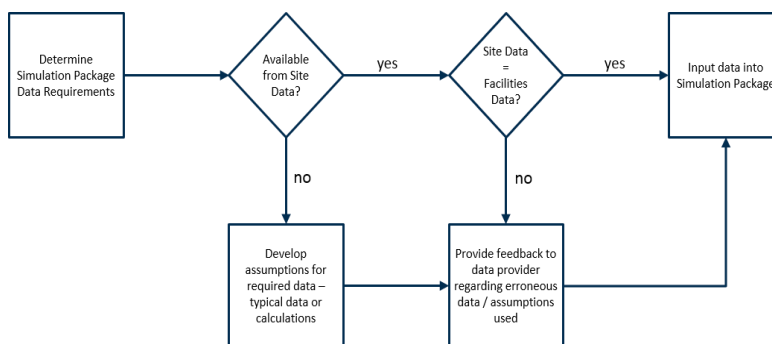 Determine
Simulation Package
Data Requirements
Available
from Site
Data?
yes
Site Data
=
Facilities
Data?
yes
Input data into
Simulation Package
no
no
Develop
assumptions for
required data –
typical data or
calculations
Provide feedback to
data provider
regarding erroneous
data / assumptions
used